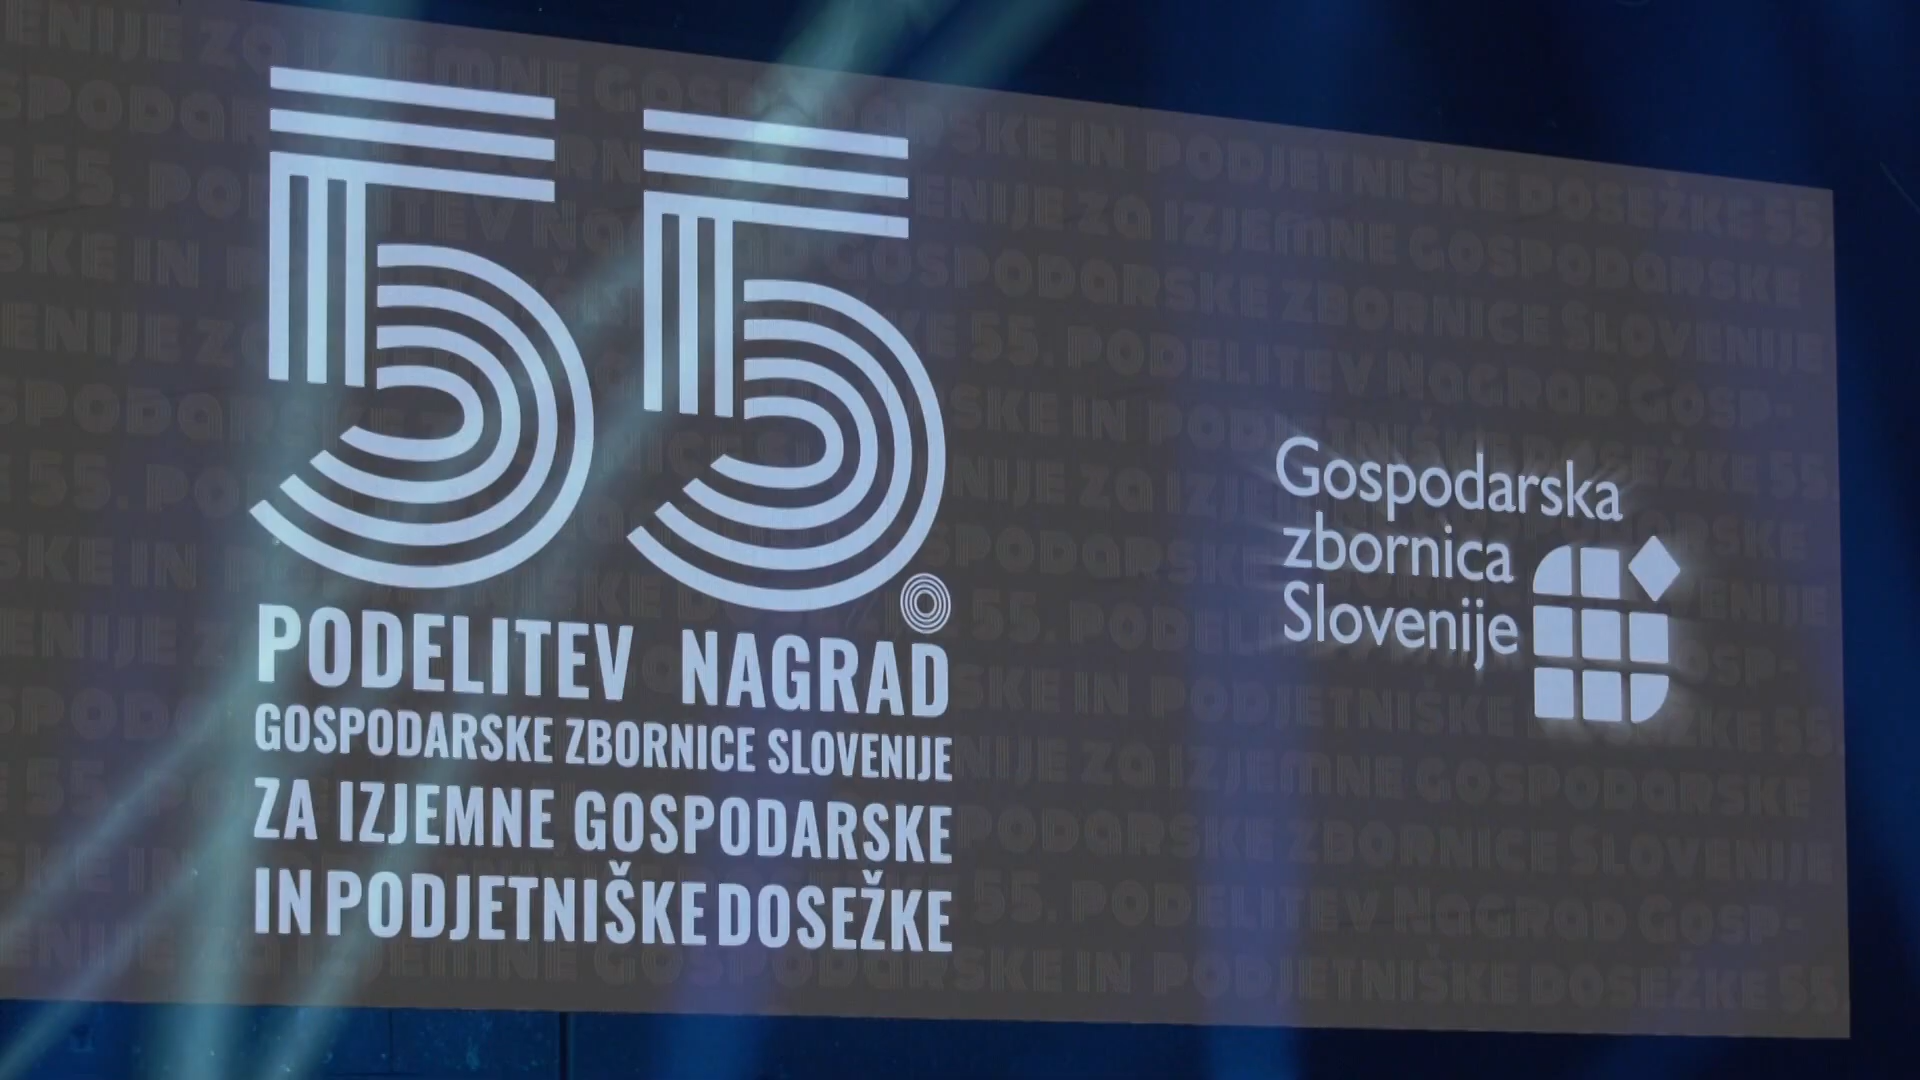 55.
PODELITEV NAGRAD
GOSPODARSKE ZBORNICE SLOVENIJE
ZA IZJEMNE GOSPODARSKE
IN PODJETNIŠKE DOSEŽKE
Gospodarska
zbornica
Slovenije